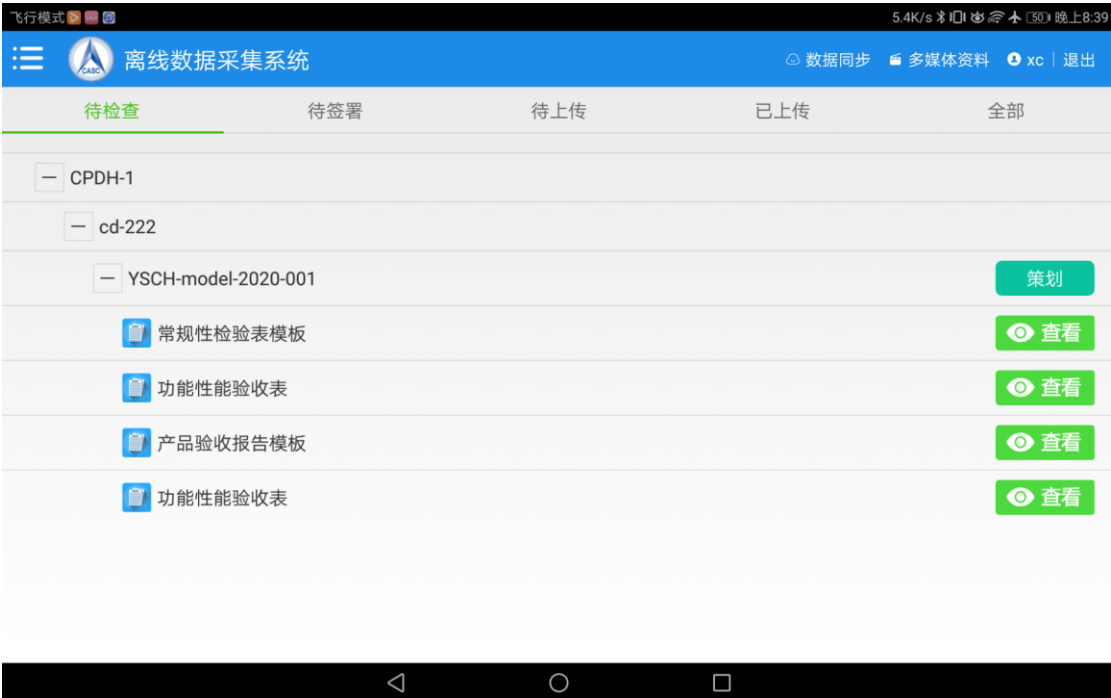 飞行模式 5.4K/s 50 晚上8:39
CASC 离线数据采集系统 数据同步 多媒体资料 xc 退出
待检查 待签署 待上传 已上传 全部
CPDH-1
cd-222
YSCH-model-2020-001 策划
常规性检验表模板 查看
功能性能验收表 查看
产品验收报告模板 查看
功能性能验收表 查看